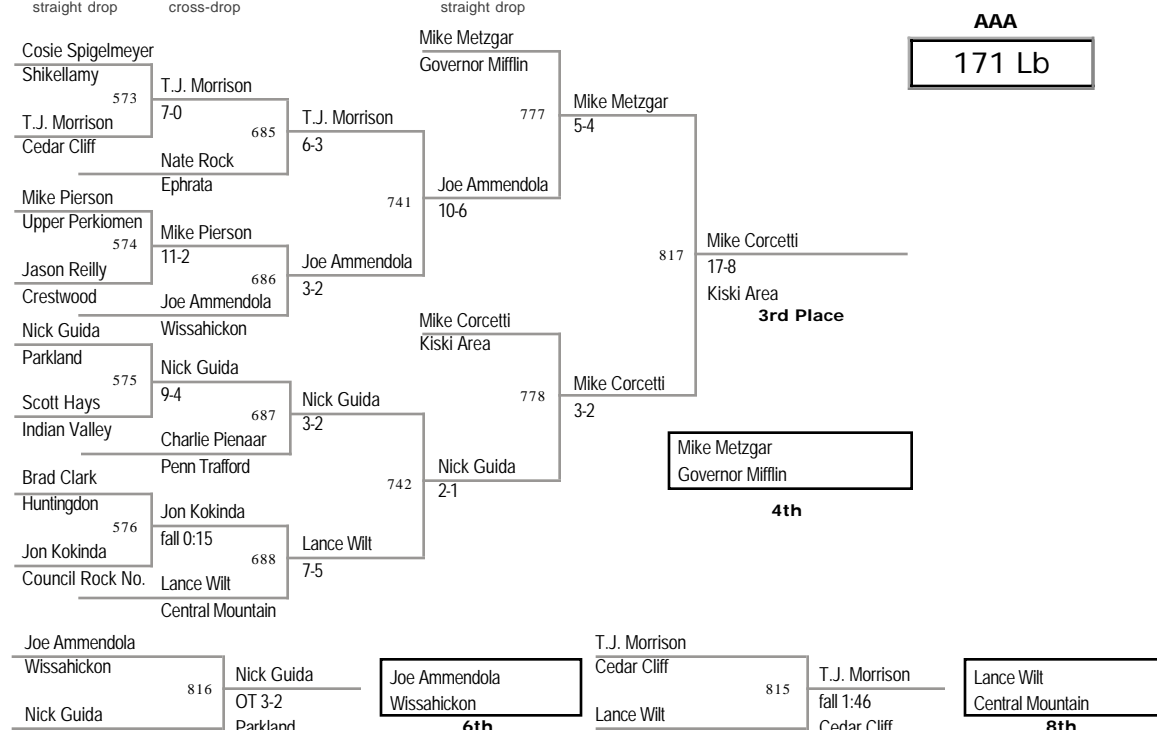 straight drop
cross-drop
straight drop
AAA
171 Lb
Cosie Spigelmeyer
Shikellamy
573
T.J. Morrison
Cedar Cliff
T.J. Morrison
7-0
685
Nate Rock
Ephrata
Mike Pierson
Upper Perkiomen
574
Jason Reilly
Crestwood
Mike Pierson
11-2
686
Joe Ammendola
Wissahickon
Nick Guida
Parkland
575
Scott Hays
Indian Valley
Nick Guida
9-4
687
Charlie Pienaar
Penn Trafford
Brad Clark
Huntingdon
576
Jon Kokinda
Council Rock No.
Jon Kokinda
fall 0:15
688
Lance Wilt
Central Mountain
T.J. Morrison
6-3
741
Joe Ammendola
3-2
Nick Guida
3-2
742
Lance Wilt
7-5
Mike Metzgar
Governor Mifflin
777
Joe Ammendola
10-6
Mike Corcetti
Kiski Area
778
Nick Guida
2-1
Mike Metzgar
5-4
817
Mike Corcetti
3-2
Mike Corcetti
17-8
Kiski Area
3rd Place
Mike Metzgar
Governor Mifflin
4th
Joe Ammendola
Wissahickon
816
Nick Guida
Nick Guida
OT 3-2
Parkland
Joe Ammendola
Wissahickon
6th
T.J. Morrison
Cedar Cliff
815
Lance Wilt
T.J. Morrison
fall 1:46
Cedar Cliff
Lance Wilt
Central Mountain
8th